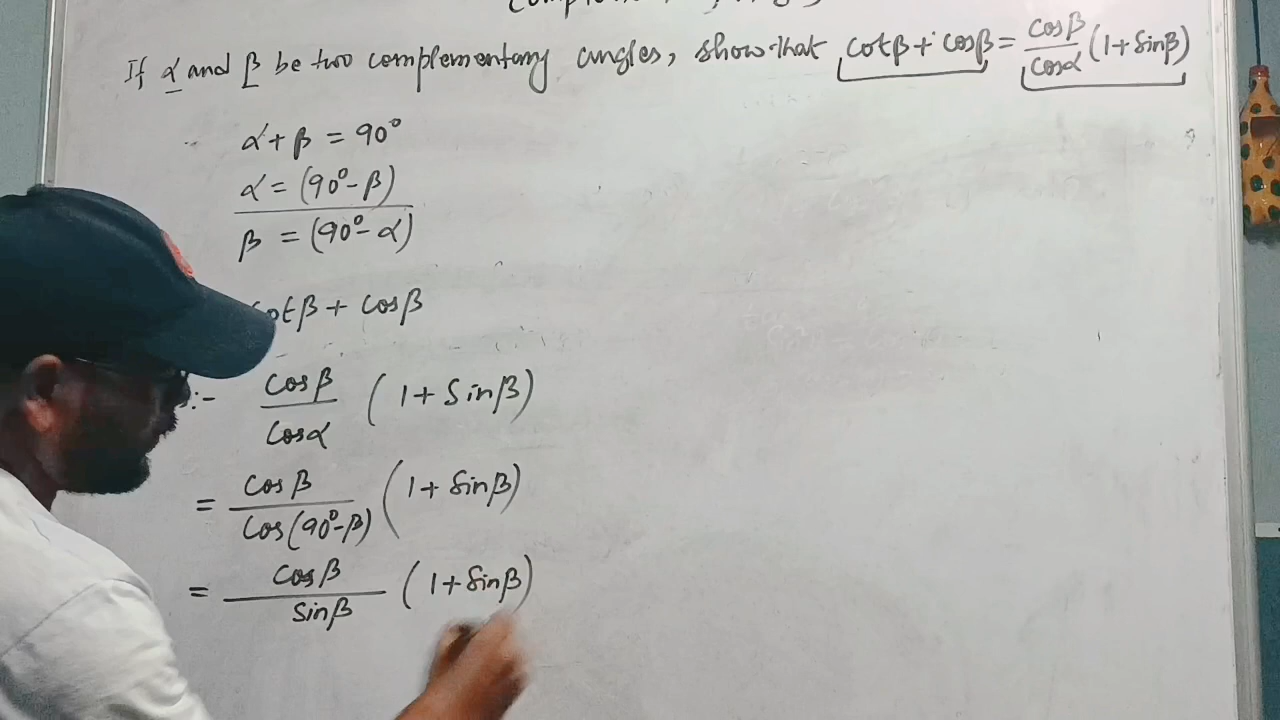 If α and β be two complementary angles, show that cotβ + cosβ = cosβ/cosα (1 + Sinβ)
α + β = 90°
α = (90° - β)
β = (90° - α)
cotβ + cosβ
:- cosβ/cosα (1 + Sinβ)
= cosβ/cos(90° - β) (1 + Sinβ)
= cosβ/Sinβ (1 + Sinβ)